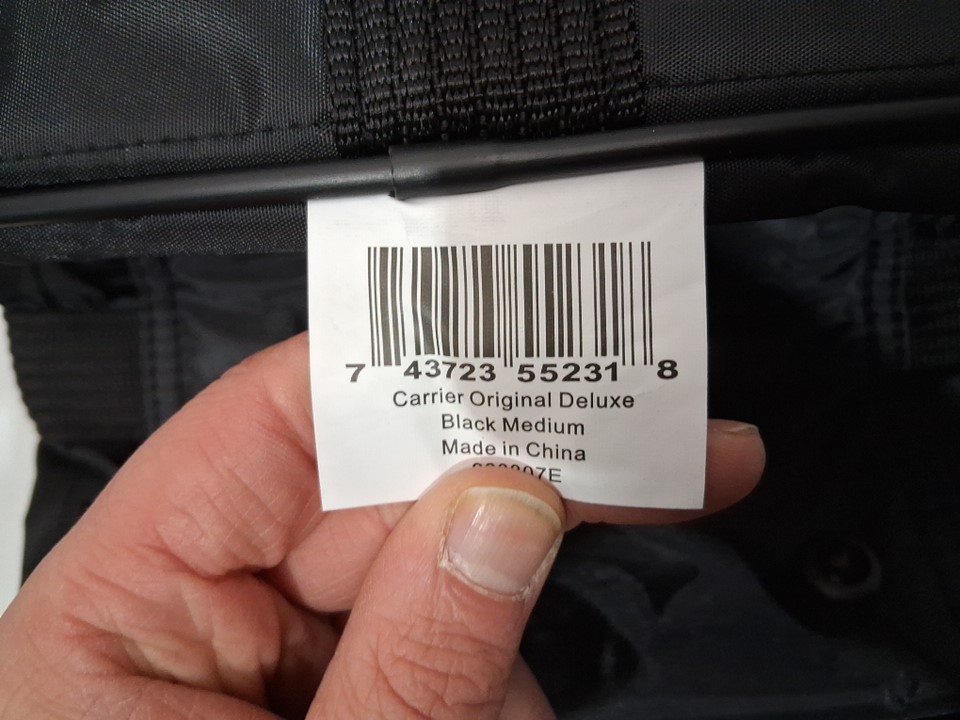 7 43723 55231 8
Carrier Original Deluxe
Black Medium
Made in China